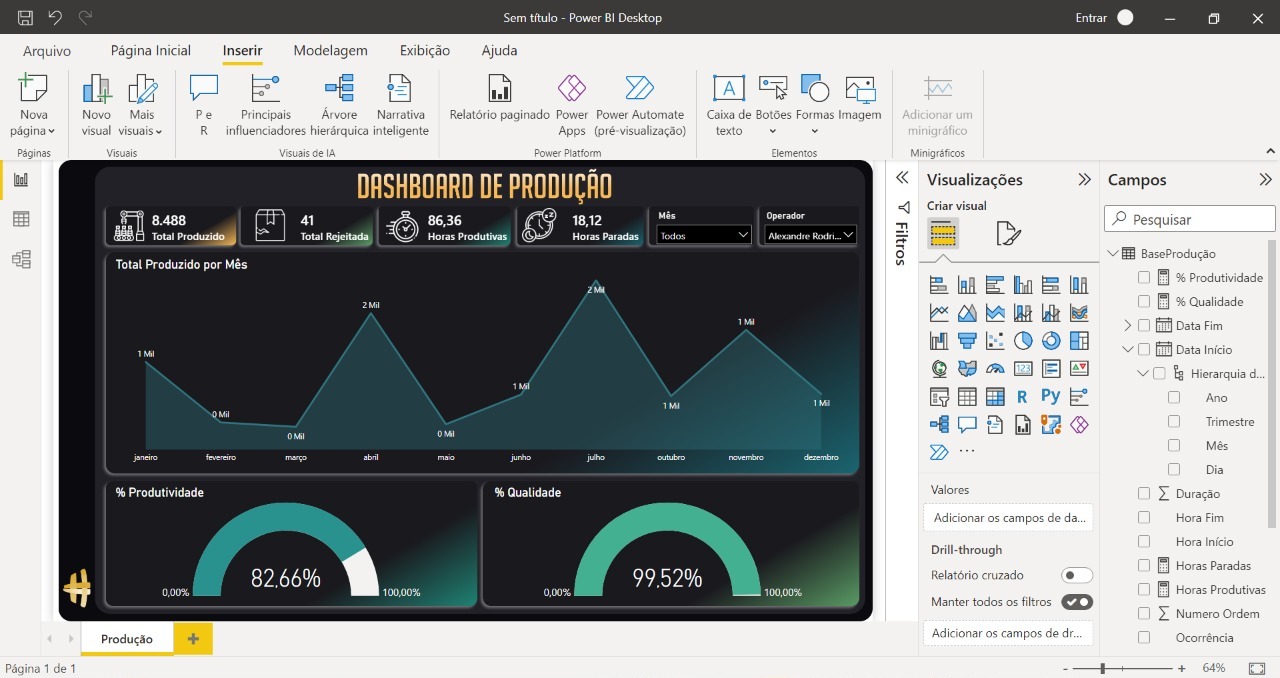 Sem título - Power BI Desktop
Entrar
Arquivo
Página Inicial
Inserir
Modelagem
Exibição
Ajuda
Nova página
Novo visual
Mais visuais
P e R
Principais influenciadores
Árvore hierárquica
Narrativa inteligente
Relatório paginado
Power Apps
Power Automate (pré-visualização)
Caixa de texto
Botões
Formas
Imagem
Adicionar um minigráfico
Páginas
Visuais
Visuais de IA
Power Platform
Elementos
Minigráficos
DASHBOARD DE PRODUÇÃO
8.488
Total Produzido
41
Total Rejeitada
86,36
Horas Produtivas
18,12
Horas Paradas
Mês
Todos
Operador
Alexandre Rodri...
Total Produzido por Mês
1 Mil
0 Mil
0 Mil
2 Mil
0 Mil
1 Mil
2 Mil
1 Mil
1 Mil
1 Mil
janeiro
fevereiro
março
abril
maio
junho
julho
outubro
novembro
dezembro
% Produtividade
82,66%
0,00%
100,00%
% Qualidade
99,52%
0,00%
100,00%
Filtros
Visualizações
Criar visual
123
R
Py
...
Valores
Adicionar os campos de da...
Drill-through
Relatório cruzado
Manter todos os filtros
Adicionar os campos de dr...
Campos
Pesquisar
BaseProdução
% Produtividade
% Qualidade
Data Fim
Data Início
Hierarquia d...
Ano
Trimestre
Mês
Dia
Duração
Hora Fim
Hora Início
Horas Paradas
Horas Produtivas
Numero Ordem
Ocorrência
Produção
Página 1 de 1
64%